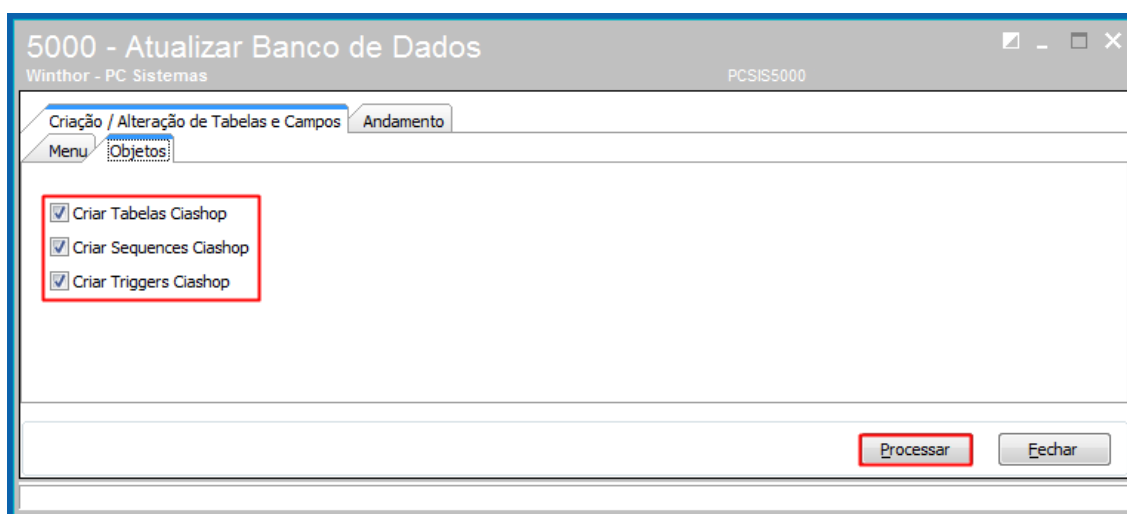 5000 - Atualizar Banco de Dados
Winthor - PC Sistemas PCSIS5000
Criação / Alteração de Tabelas e Campos Andamento
Menu Objetos
Criar Tabelas Ciashop
Criar Sequences Ciashop
Criar Triggers Ciashop
Processar Fechar